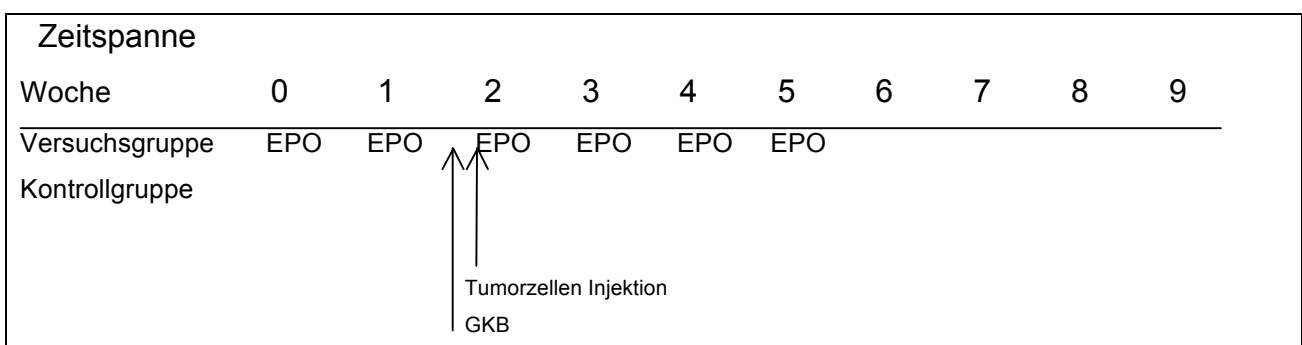 Zeitspanne
Woche 0 1 2 3 4 5 6 7 8 9
Versuchsgruppe EPO EPO EPO EPO EPO EPO
Kontrollgruppe
Tumorzellen Injektion
GKB